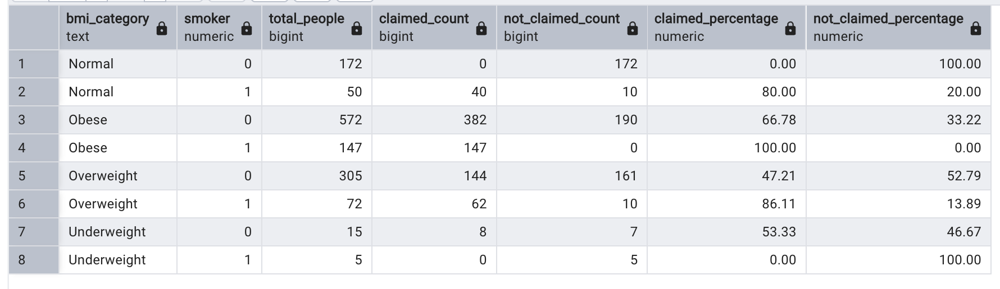 bmi_category smoker total_people claimed_count not_claimed_count claimed_percentage not_claimed_percentage
text numeric bigint bigint bigint numeric numeric
1 Normal 0 172 0 172 0.00 100.00
2 Normal 1 50 40 10 80.00 20.00
3 Obese 0 572 382 190 66.78 33.22
4 Obese 1 147 147 0 100.00 0.00
5 Overweight 0 305 144 161 47.21 52.79
6 Overweight 1 72 62 10 86.11 13.89
7 Underweight 0 15 8 7 53.33 46.67
8 Underweight 1 5 0 5 0.00 100.00